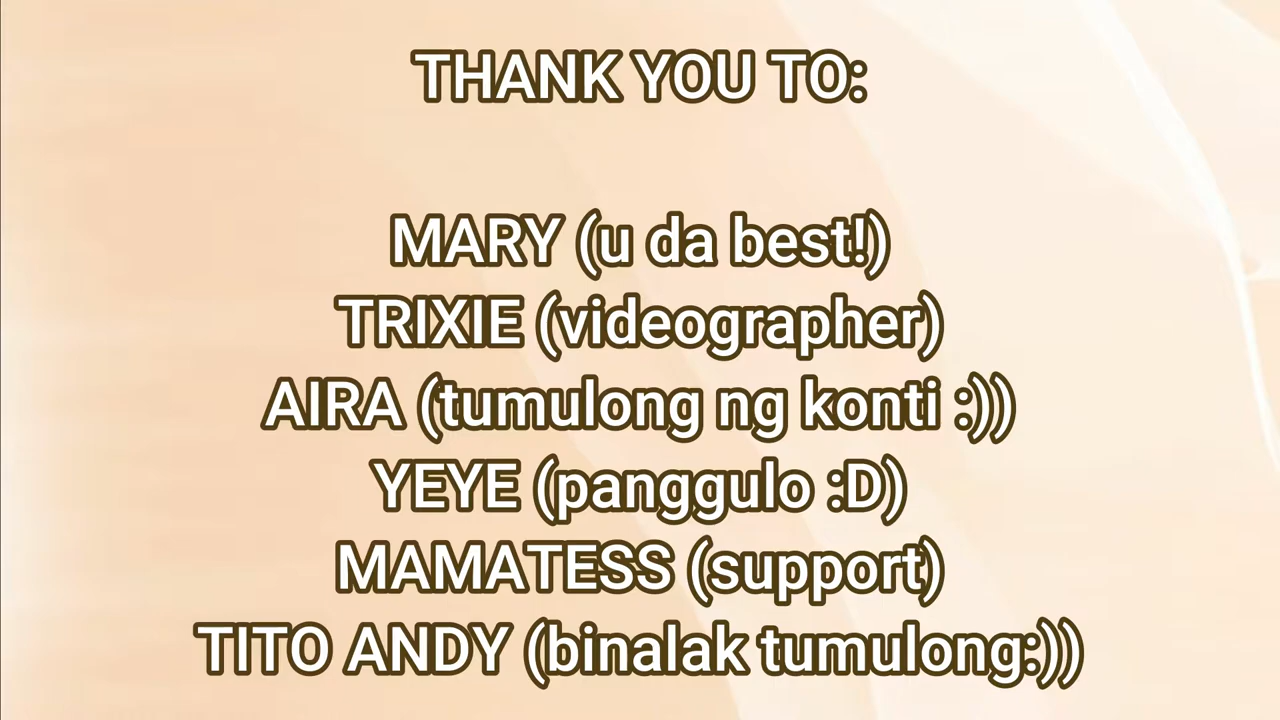 THANK YOU TO:
MARY (u da best!)
TRIXIE (videographer)
AIRA (tumulong ng konti :))
YEYE (panggulo :D)
MAMATESS (support)
TITO ANDY (binalak tumulong:))